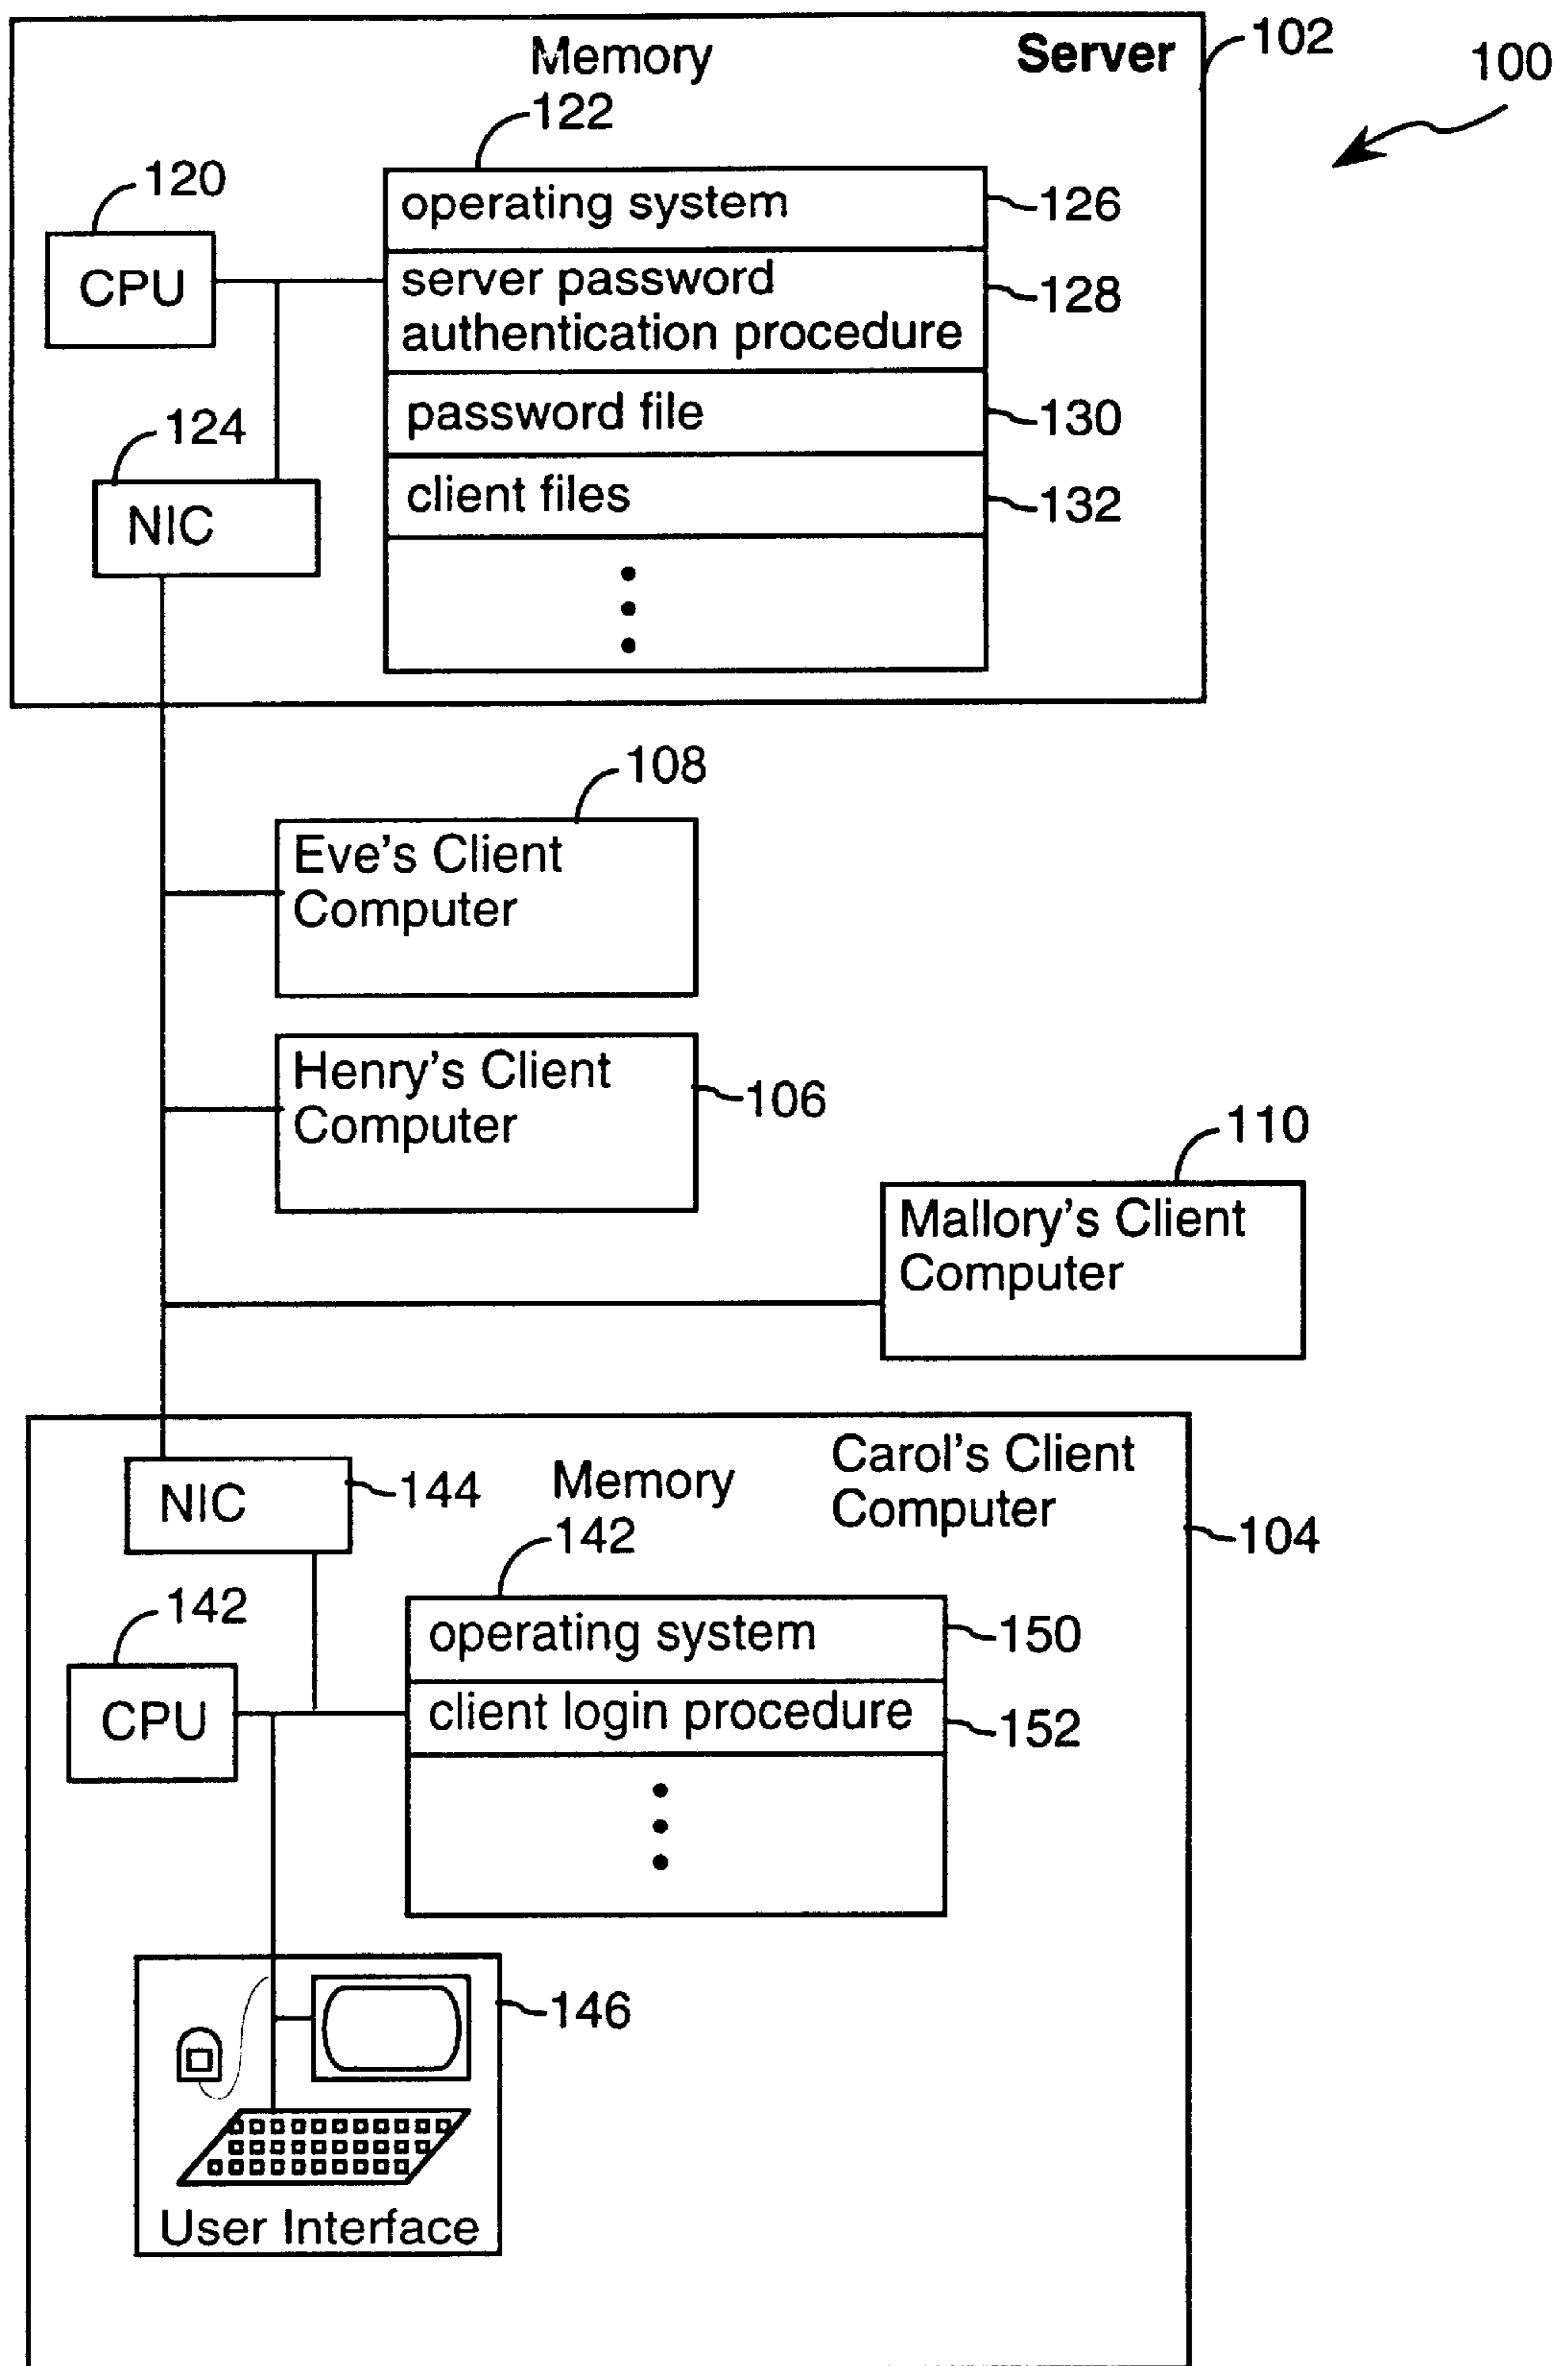 Memory
Server
102
100
122
120
operating system
126
CPU
server password
authentication procedure
128
password file
130
124
client files
132
NIC
108
Eve's Client
Computer
Henry's Client
Computer
106
110
Mallory's Client
Computer
Carol's Client
Computer
104
NIC
144
Memory
142
142
operating system
150
CPU
client login procedure
152
146
User Interface